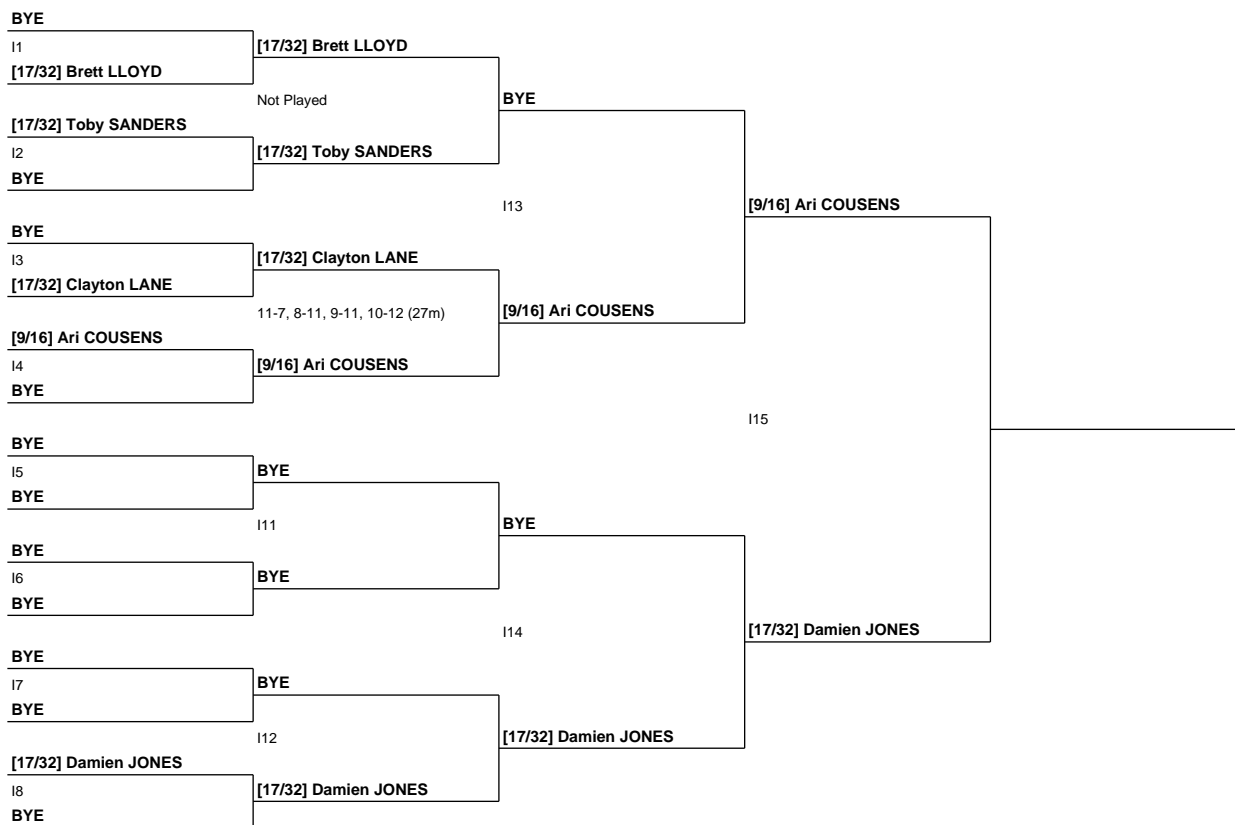 BYE
I1
[17/32] Brett LLOYD
[17/32] Brett LLOYD
Not Played
BYE
[17/32] Toby SANDERS
I2
[17/32] Toby SANDERS
BYE
I13
[9/16] Ari COUSENS
BYE
I3
[17/32] Clayton LANE
[17/32] Clayton LANE
11-7, 8-11, 9-11, 10-12 (27m)
[9/16] Ari COUSENS
[9/16] Ari COUSENS
I4
[9/16] Ari COUSENS
BYE
I15
BYE
I5
BYE
BYE
I11
BYE
BYE
I6
BYE
BYE
I14
[17/32] Damien JONES
BYE
I7
BYE
BYE
I12
[17/32] Damien JONES
[17/32] Damien JONES
I8
[17/32] Damien JONES
BYE